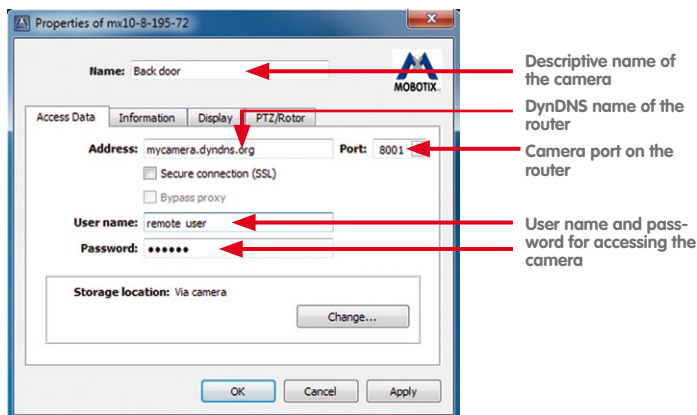 Properties of mx10-8-195-72
Name: Back door
MOBOTIX
Descriptive name of
the camera
Access Data Information Display PTZ/Rotor
DynDNS name of the
router
Address: mycamera.dyndns.org Port: 8001
Camera port on the
router
Secure connection (SSL)
Bypass proxy
User name: remote user
Password: ●●●●●●
User name and pass-
word for accessing the
camera
Storage location: Via camera
Change...
OK Cancel Apply